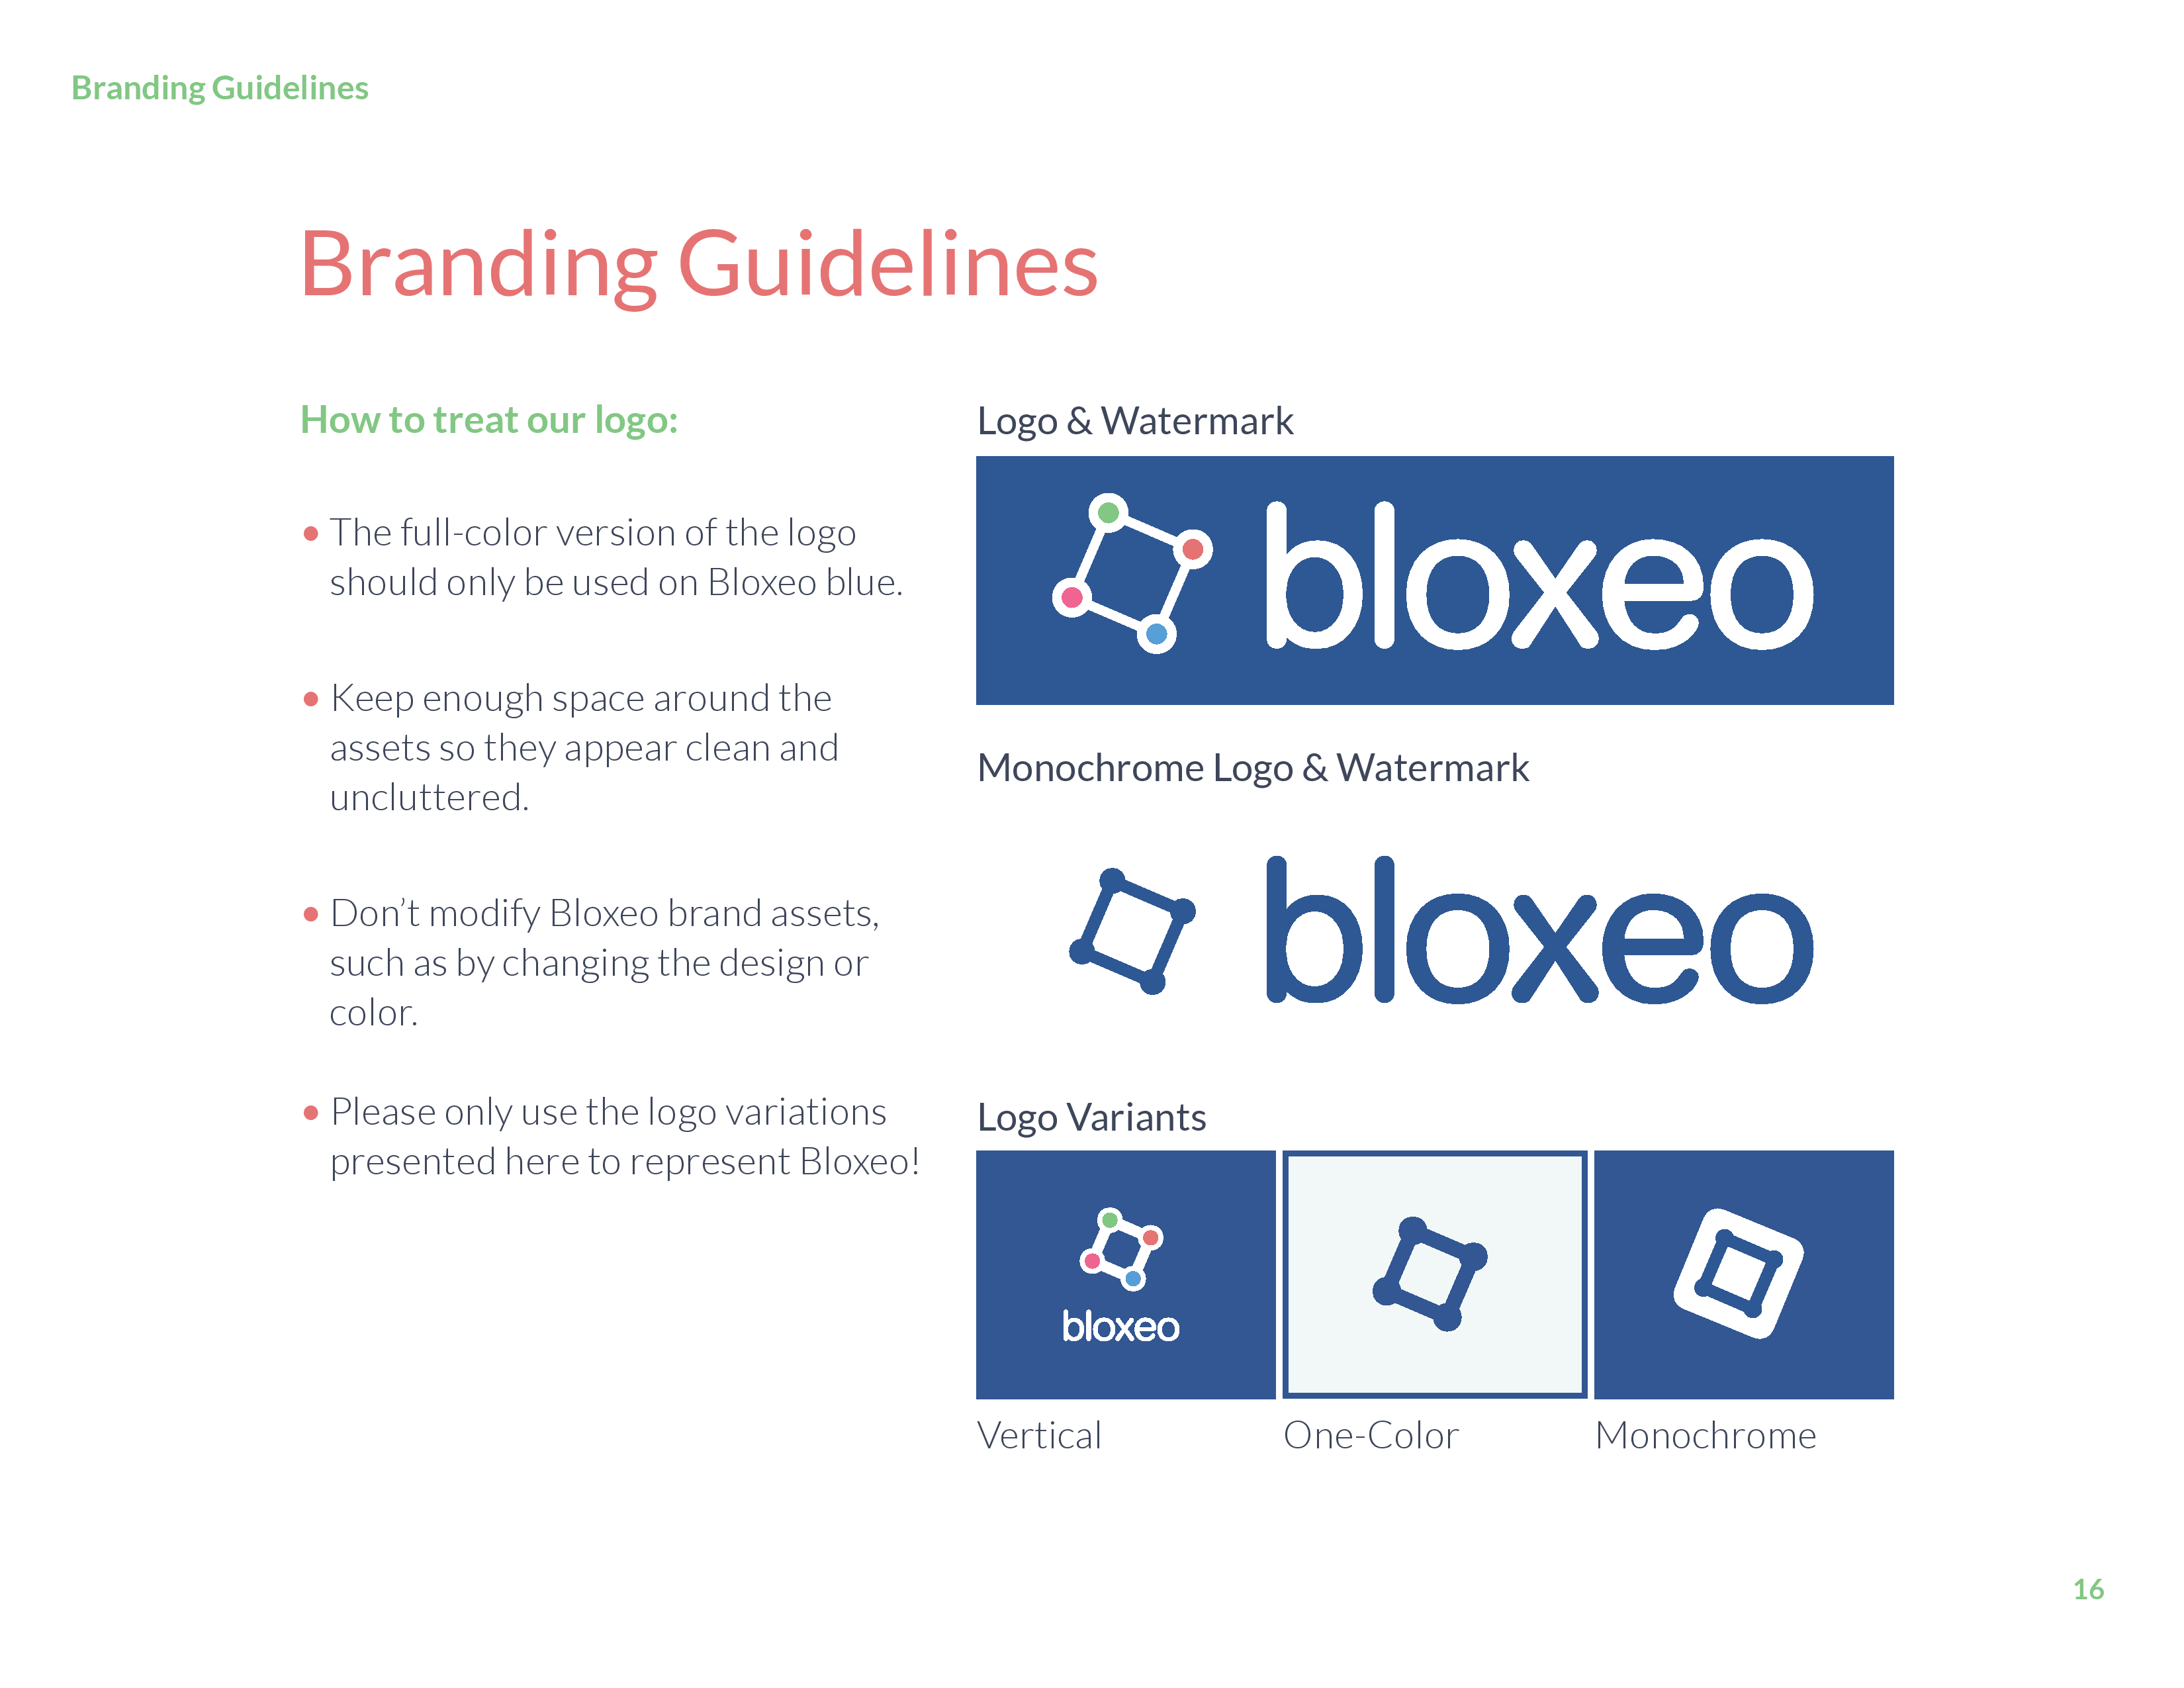 Branding Guidelines
Branding Guidelines
How to treat our logo:
• The full-color version of the logo
should only be used on Bloxeo blue.
• Keep enough space around the
assets so they appear clean and
uncluttered.
• Don’t modify Bloxeo brand assets,
such as by changing the design or
color.
• Please only use the logo variations
presented here to represent Bloxeo!
Logo & Watermark
bloxeo
Monochrome Logo & Watermark
bloxeo
Logo Variants
bloxeo
Vertical
One-Color
Monochrome
16